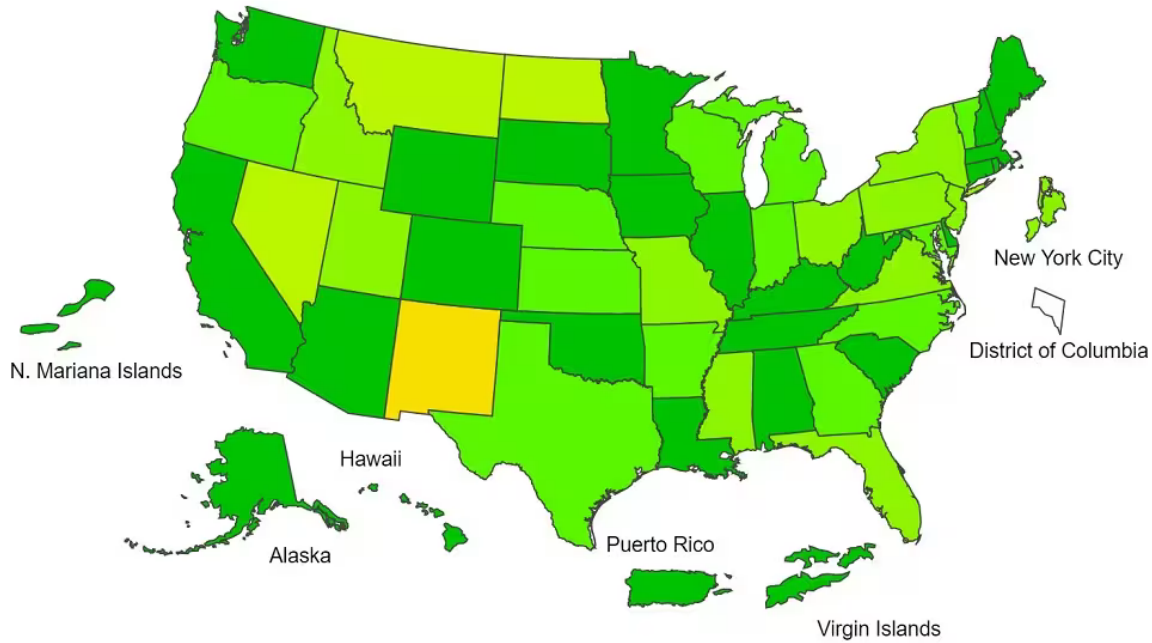 New York City
District of Columbia
N. Mariana Islands
Hawaii
Alaska
Puerto Rico
Virgin Islands